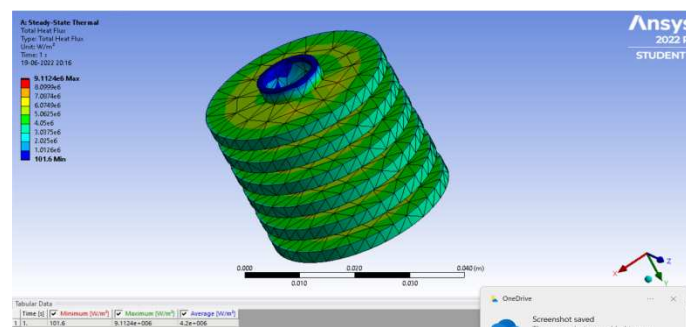 A: Steady-State Thermal
Total Heat Flux
Type: Total Heat Flux
Unit: W/m²
Time: 1 s
19-06-2022 20:16
9.1124e6 Max
8.0999e6
7.0874e6
6.0749e6
5.0625e6
4.05e6
3.0375e6
2.025e6
1.0126e6
101.6 Min
Ansys
2022
STUDENT
0.000
0.020
0.040 (m)
0.010
0.030
X
Z
Y
Tabular Data
Time [s] Minimum [W/m²] Maximum [W/m²] Average [W/m²]
1 1. 101.6 9.1124e+006 4.2e+006
OneDrive
Screenshot saved